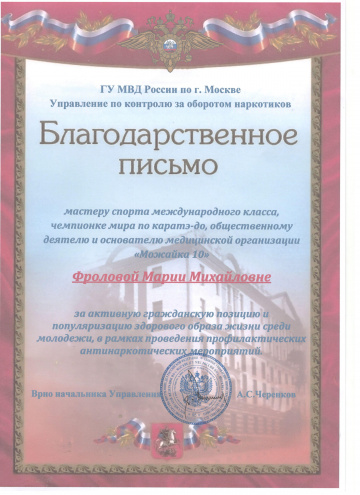 ГУ МВД России по г. Москве
Управление по контролю за оборотом наркотиков
Благодарственное
письмо
мастеру спорта международного класса,
чемпионке мира по каратэ-до, общественному
деятелю и основателю медицинской организации
«Можайка 10»
Фроловой Марии Михайловне
за активную гражданскую позицию и
популяризацию здорового образа жизни среди
молодежи, в рамках проведения профилактических
антинаркотических мероприятий.
Врио начальника Управления А.С.Черенков